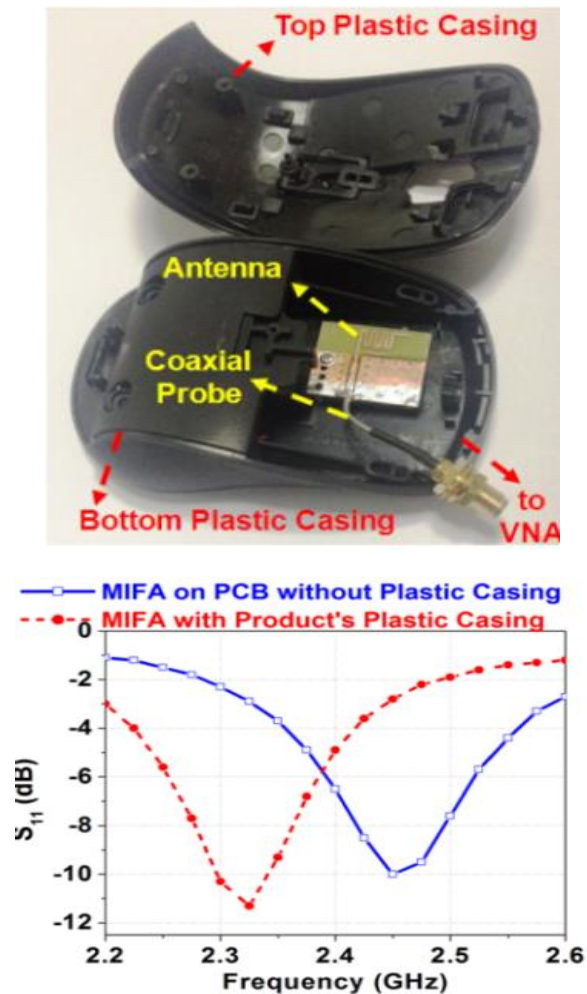 Top Plastic Casing
Antenna
Coaxial
Probe
to
VNA
Bottom Plastic Casing
MIFA on PCB without Plastic Casing
MIFA with Product's Plastic Casing
0
-2
-4
-6
-8
-10
-12
S11 (dB)
2.2 2.3 2.4 2.5 2.6
Frequency (GHz)